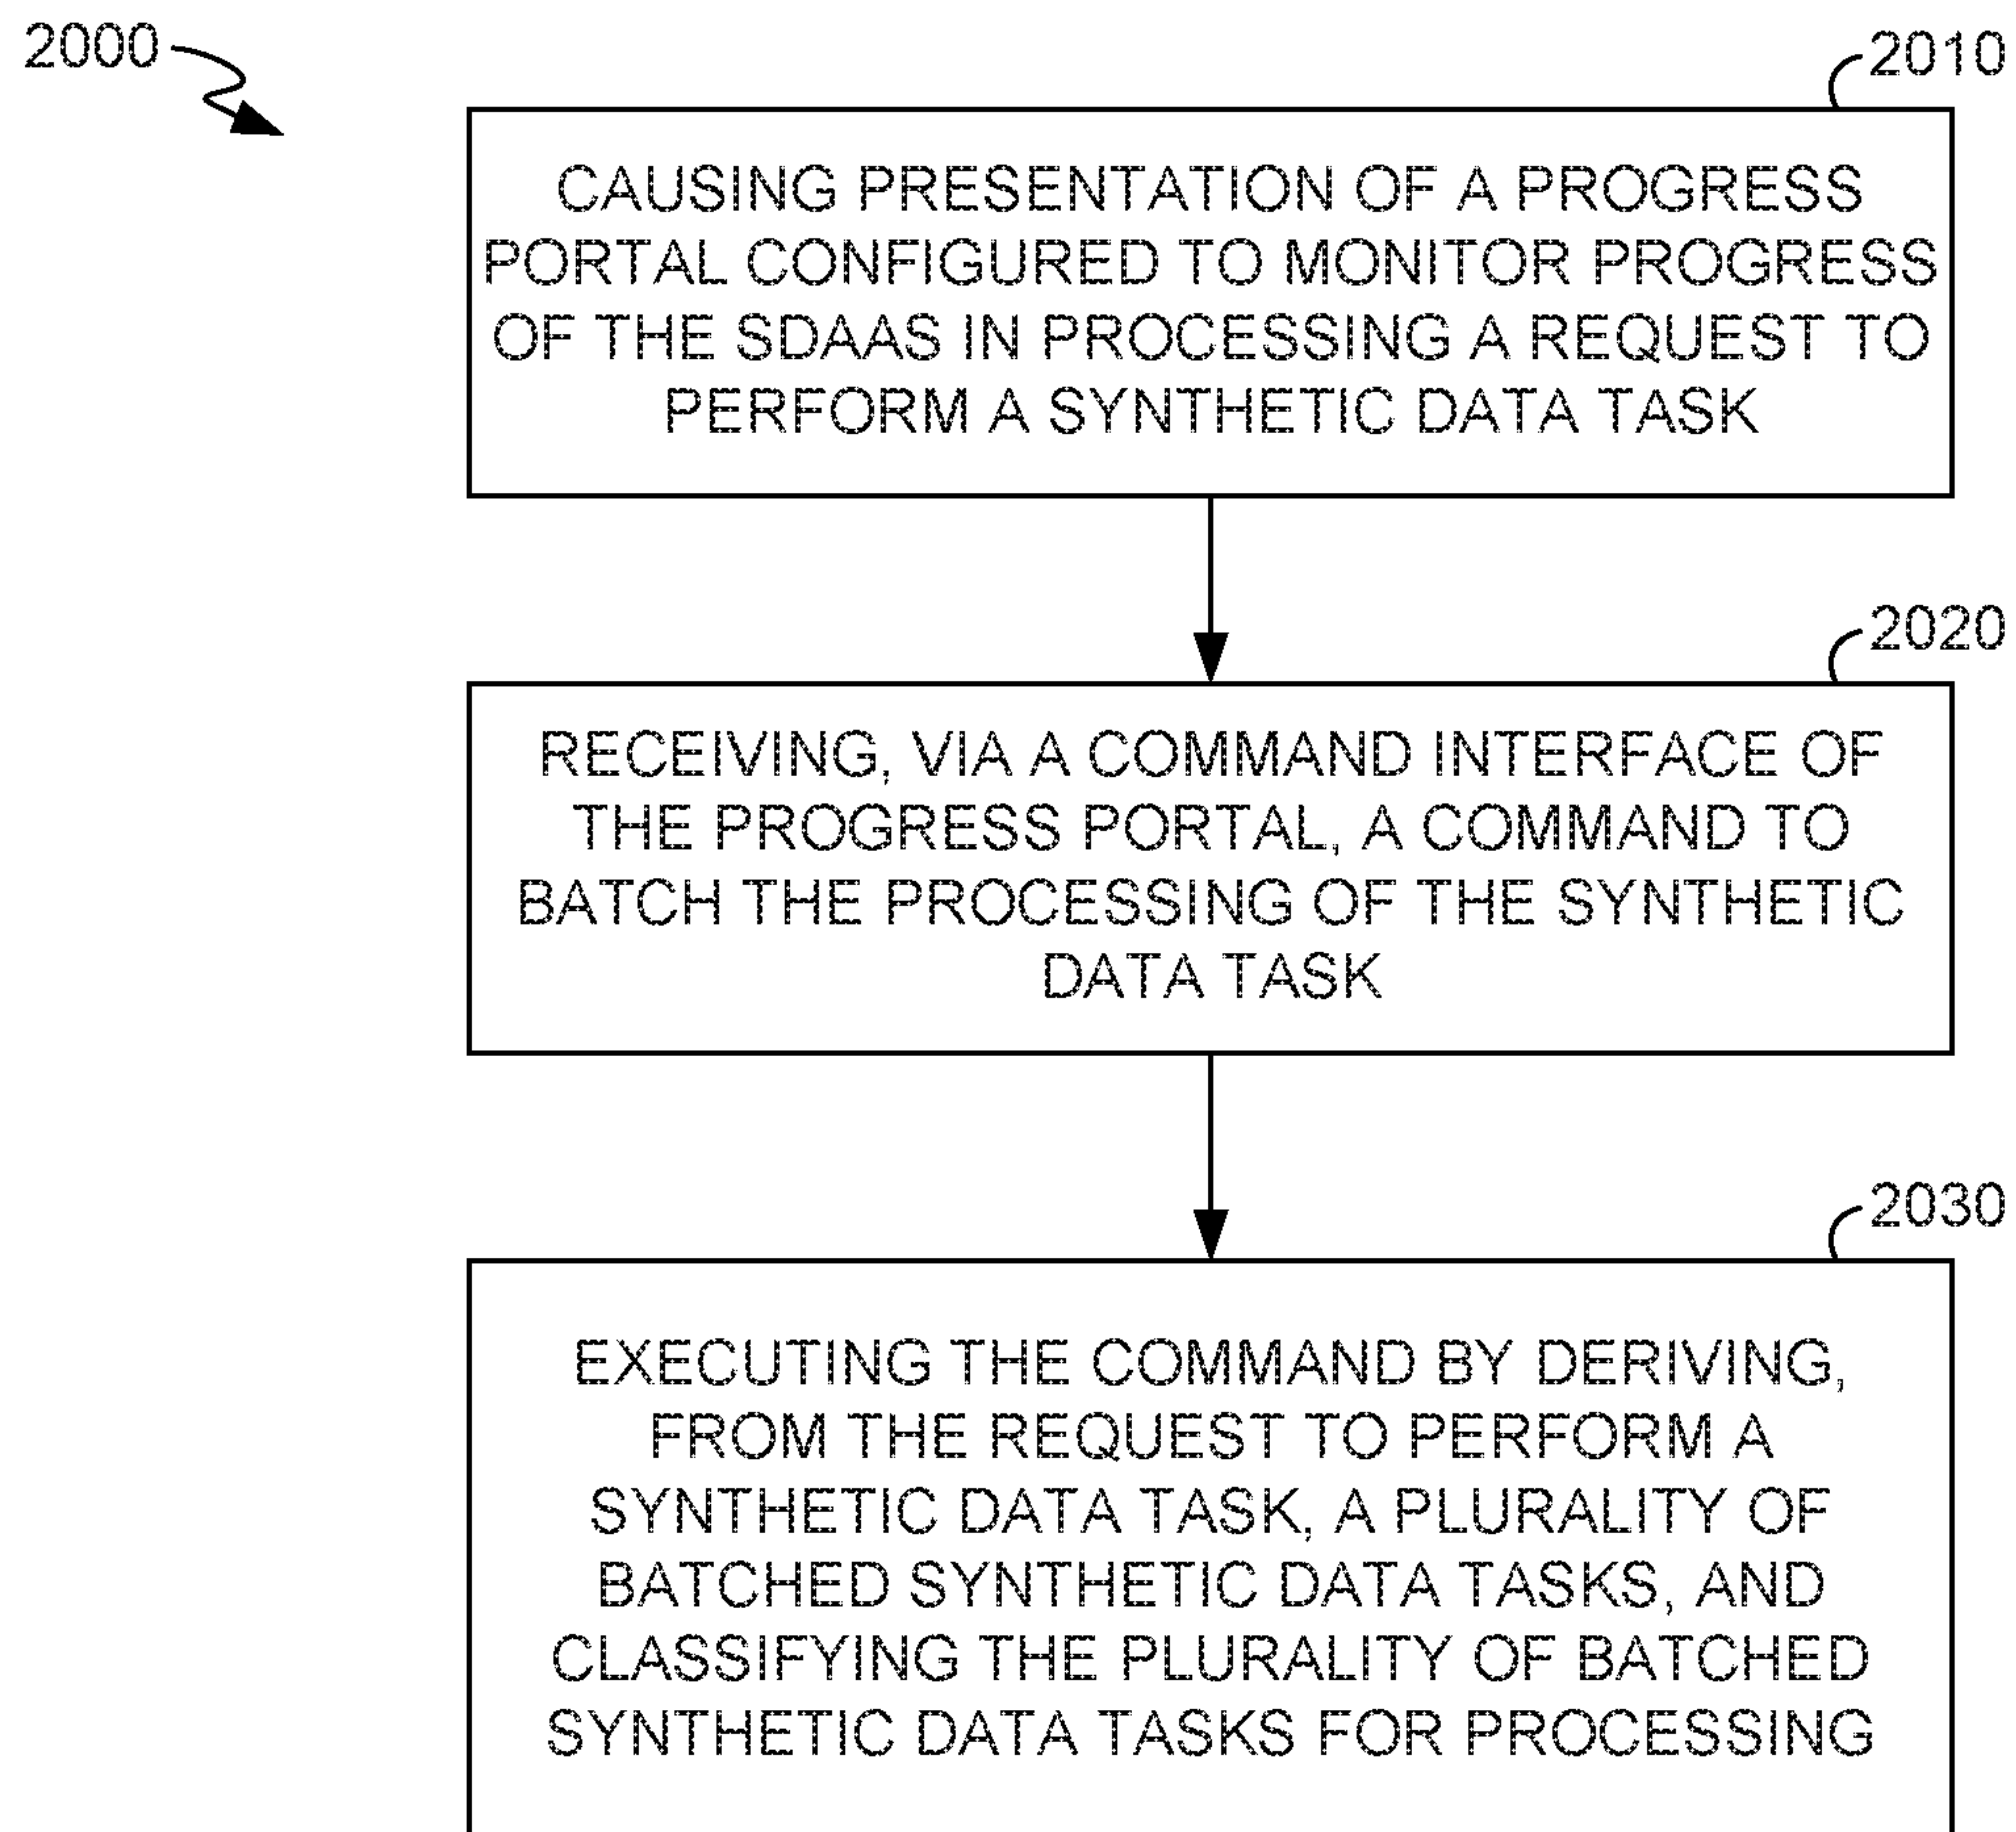 2000
2010
CAUSING PRESENTATION OF A PROGRESS
PORTAL CONFIGURED TO MONITOR PROGRESS
OF THE SDAAS IN PROCESSING A REQUEST TO
PERFORM A SYNTHETIC DATA TASK
2020
RECEIVING, VIA A COMMAND INTERFACE OF
THE PROGRESS PORTAL, A COMMAND TO
BATCH THE PROCESSING OF THE SYNTHETIC
DATA TASK
2030
EXECUTING THE COMMAND BY DERIVING,
FROM THE REQUEST TO PERFORM A
SYNTHETIC DATA TASK, A PLURALITY OF
BATCHED SYNTHETIC DATA TASKS, AND
CLASSIFYING THE PLURALITY OF BATCHED
SYNTHETIC DATA TASKS FOR PROCESSING